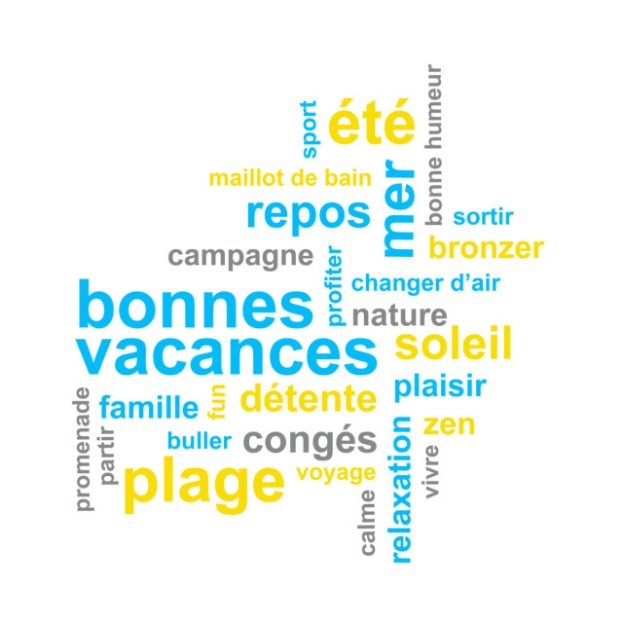 sport
été
bonne humeur
maillot de bain
mer
repos
sortir
campagne
bronzer
profiter
changer d’air
bonnes
vacances
nature
soleil
plaisir
promenade
famille
fun
détente
zen
partir
buller
congés
relaxation
vivre
plage
voyage
calme